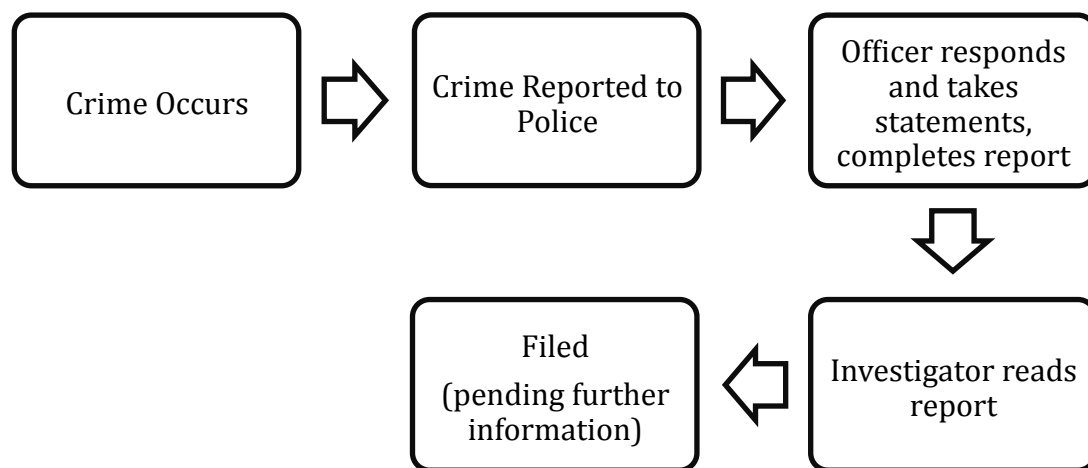 Crime Occurs
Crime Reported to
Police
Officer responds
and takes
statements,
completes report
Investigator reads
report
Filed
(pending further
information)